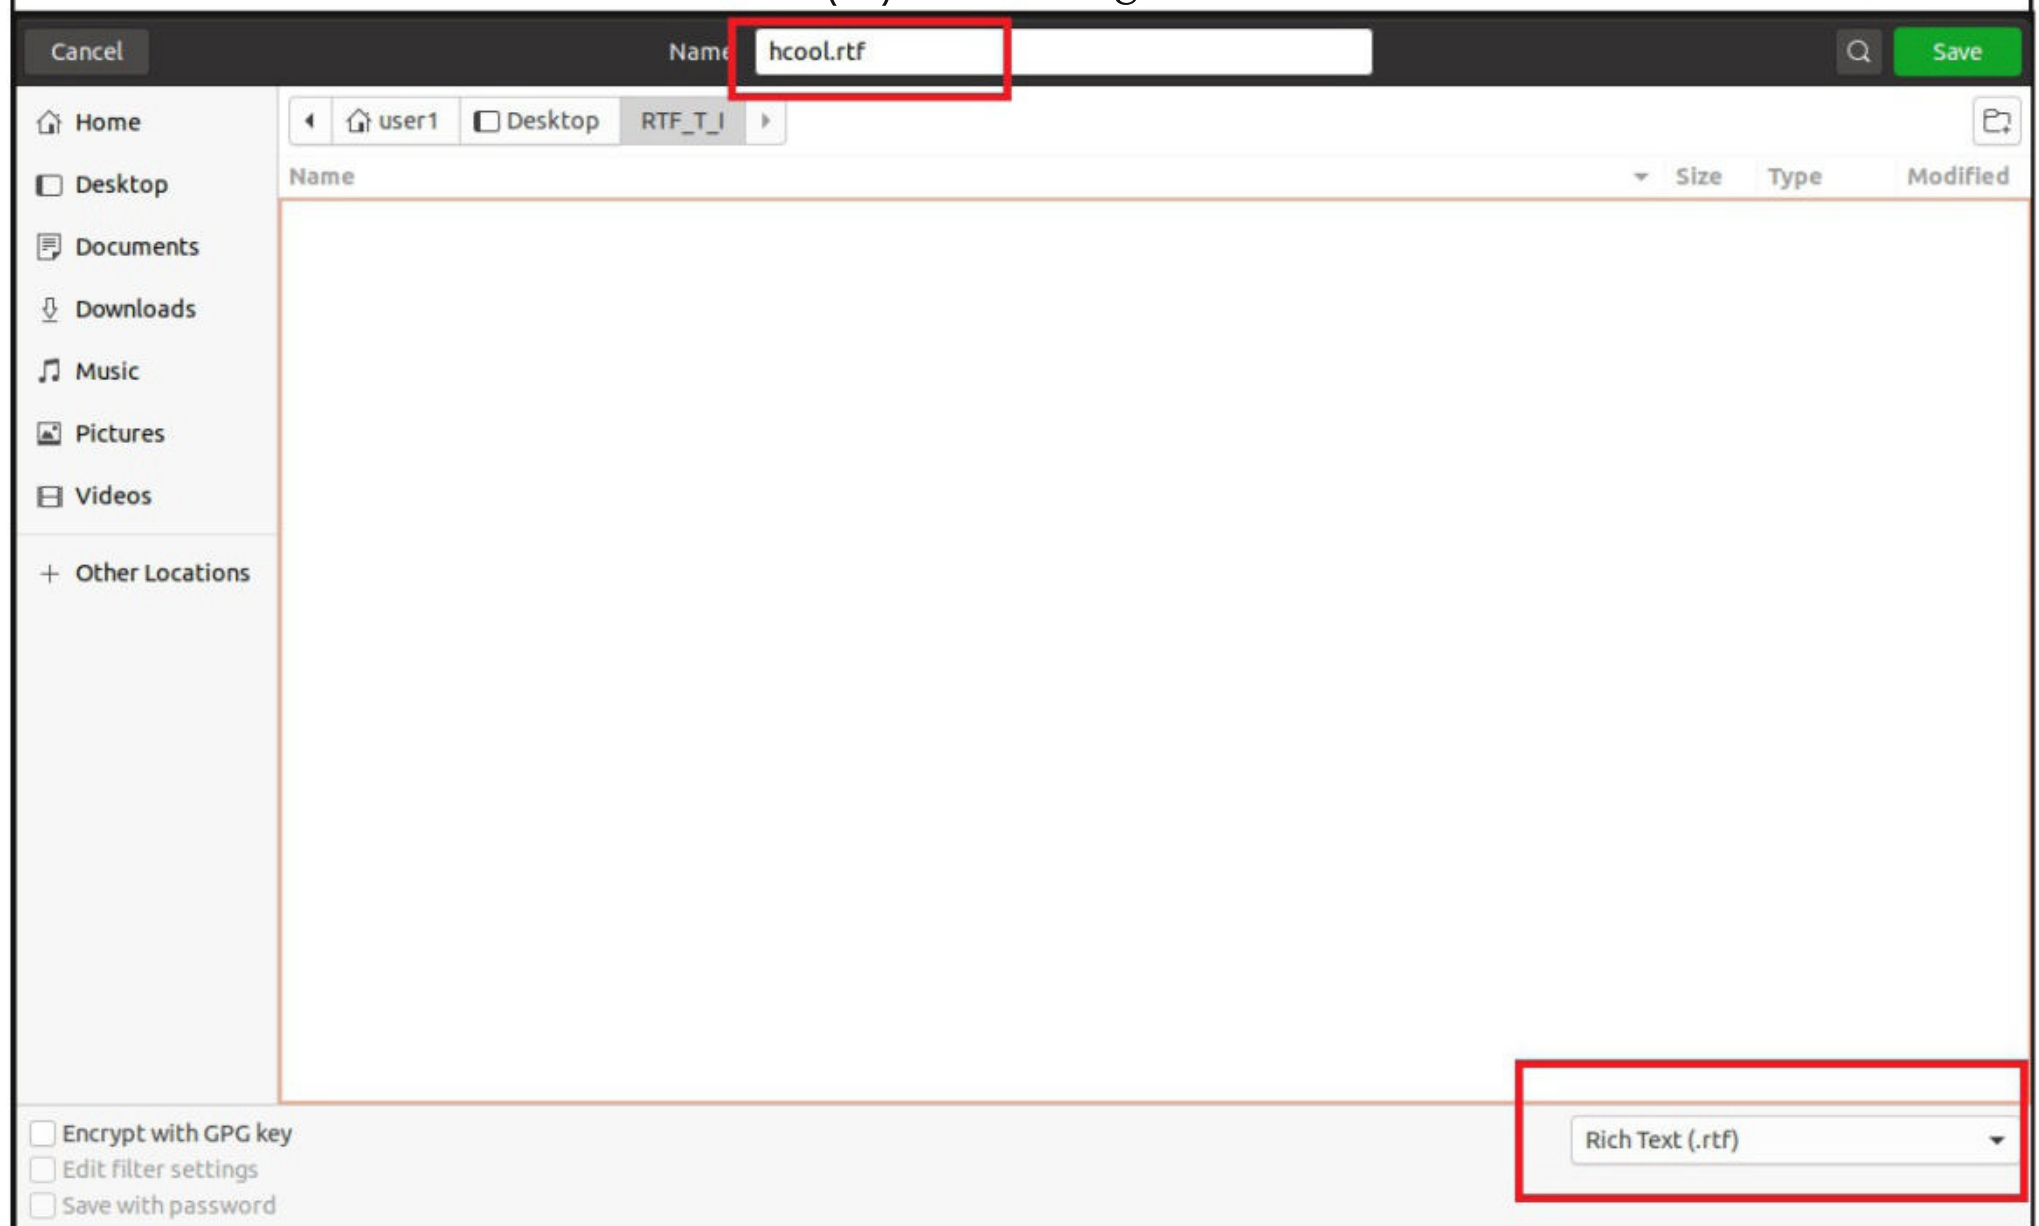 Cancel Name hcool.rtf Save
Home user1 Desktop RTF_T_I
Desktop Name Size Type Modified
Documents
Downloads
Music
Pictures
Videos
Other Locations
Encrypt with GPG key Rich Text (.rtf)
Edit filter settings
Save with password